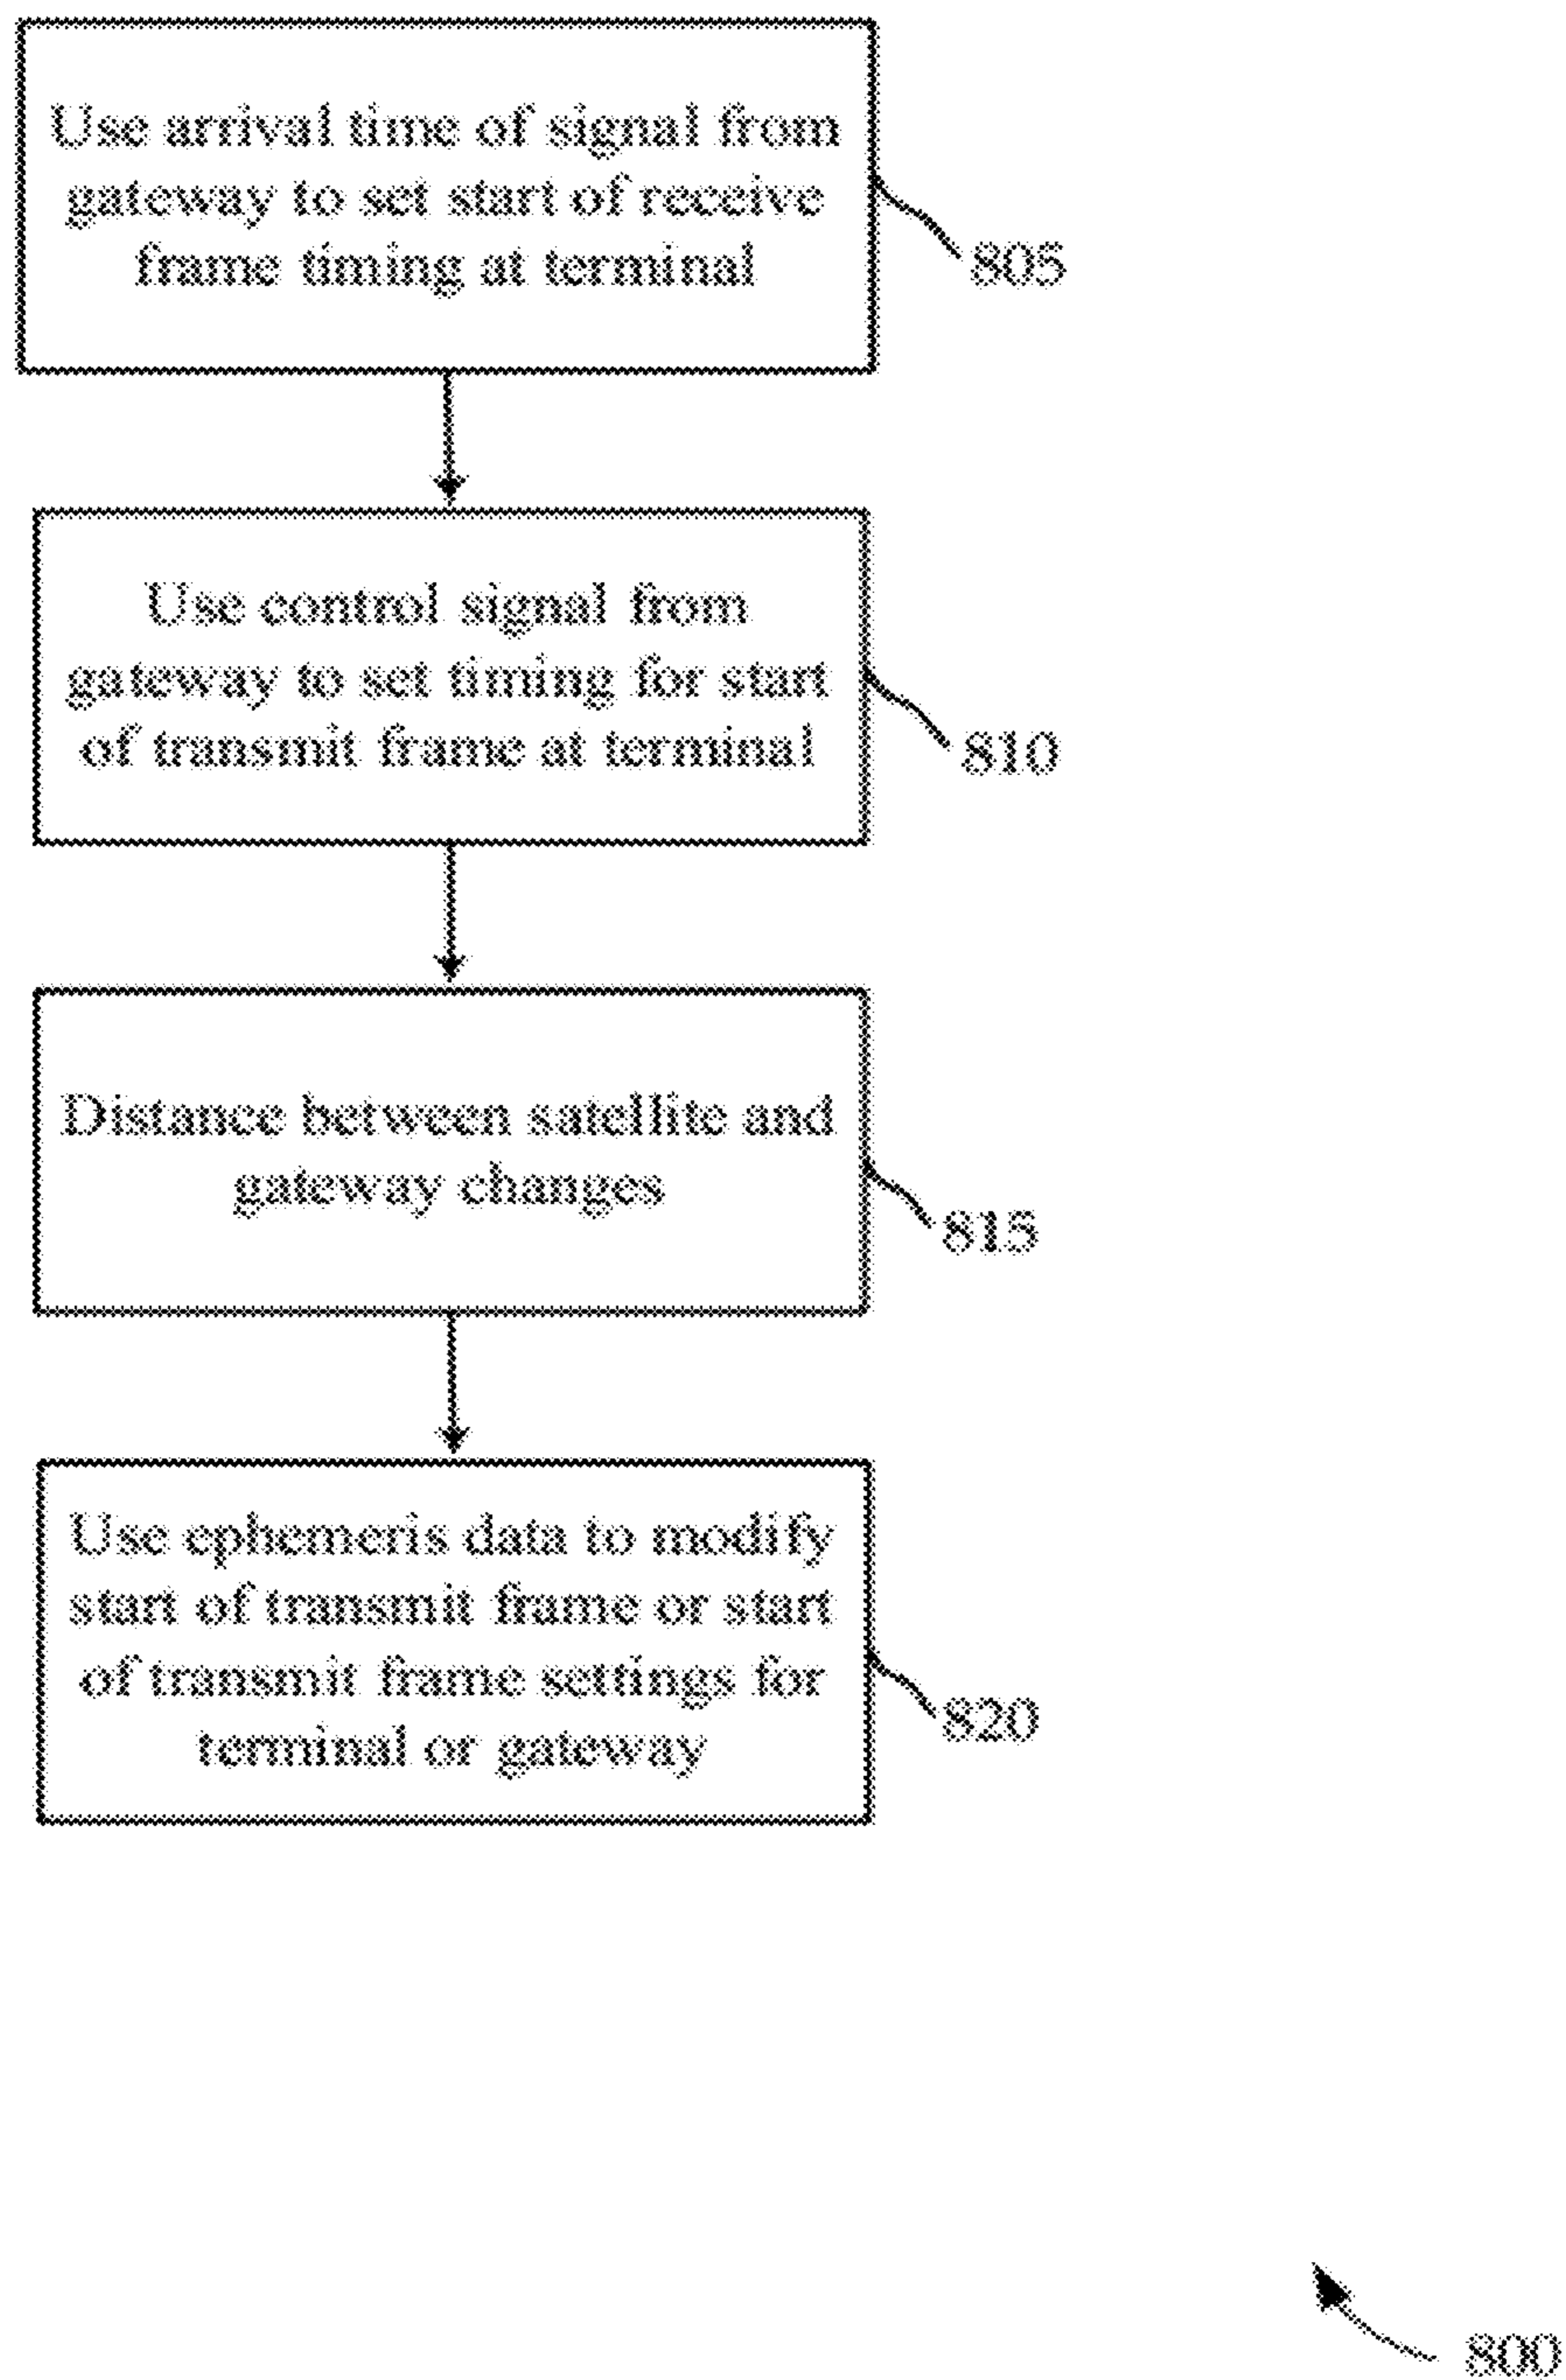 Use arrival time of signal from
gateway to set start of receive
frame timing at terminal
805
Use control signal from
gateway to set timing for start
of transmit frame at terminal
810
Distance between satellite and
gateway changes
815
Use ephemeris data to modify
start of transmit frame or start
of transmit frame settings for
terminal or gateway
820
800